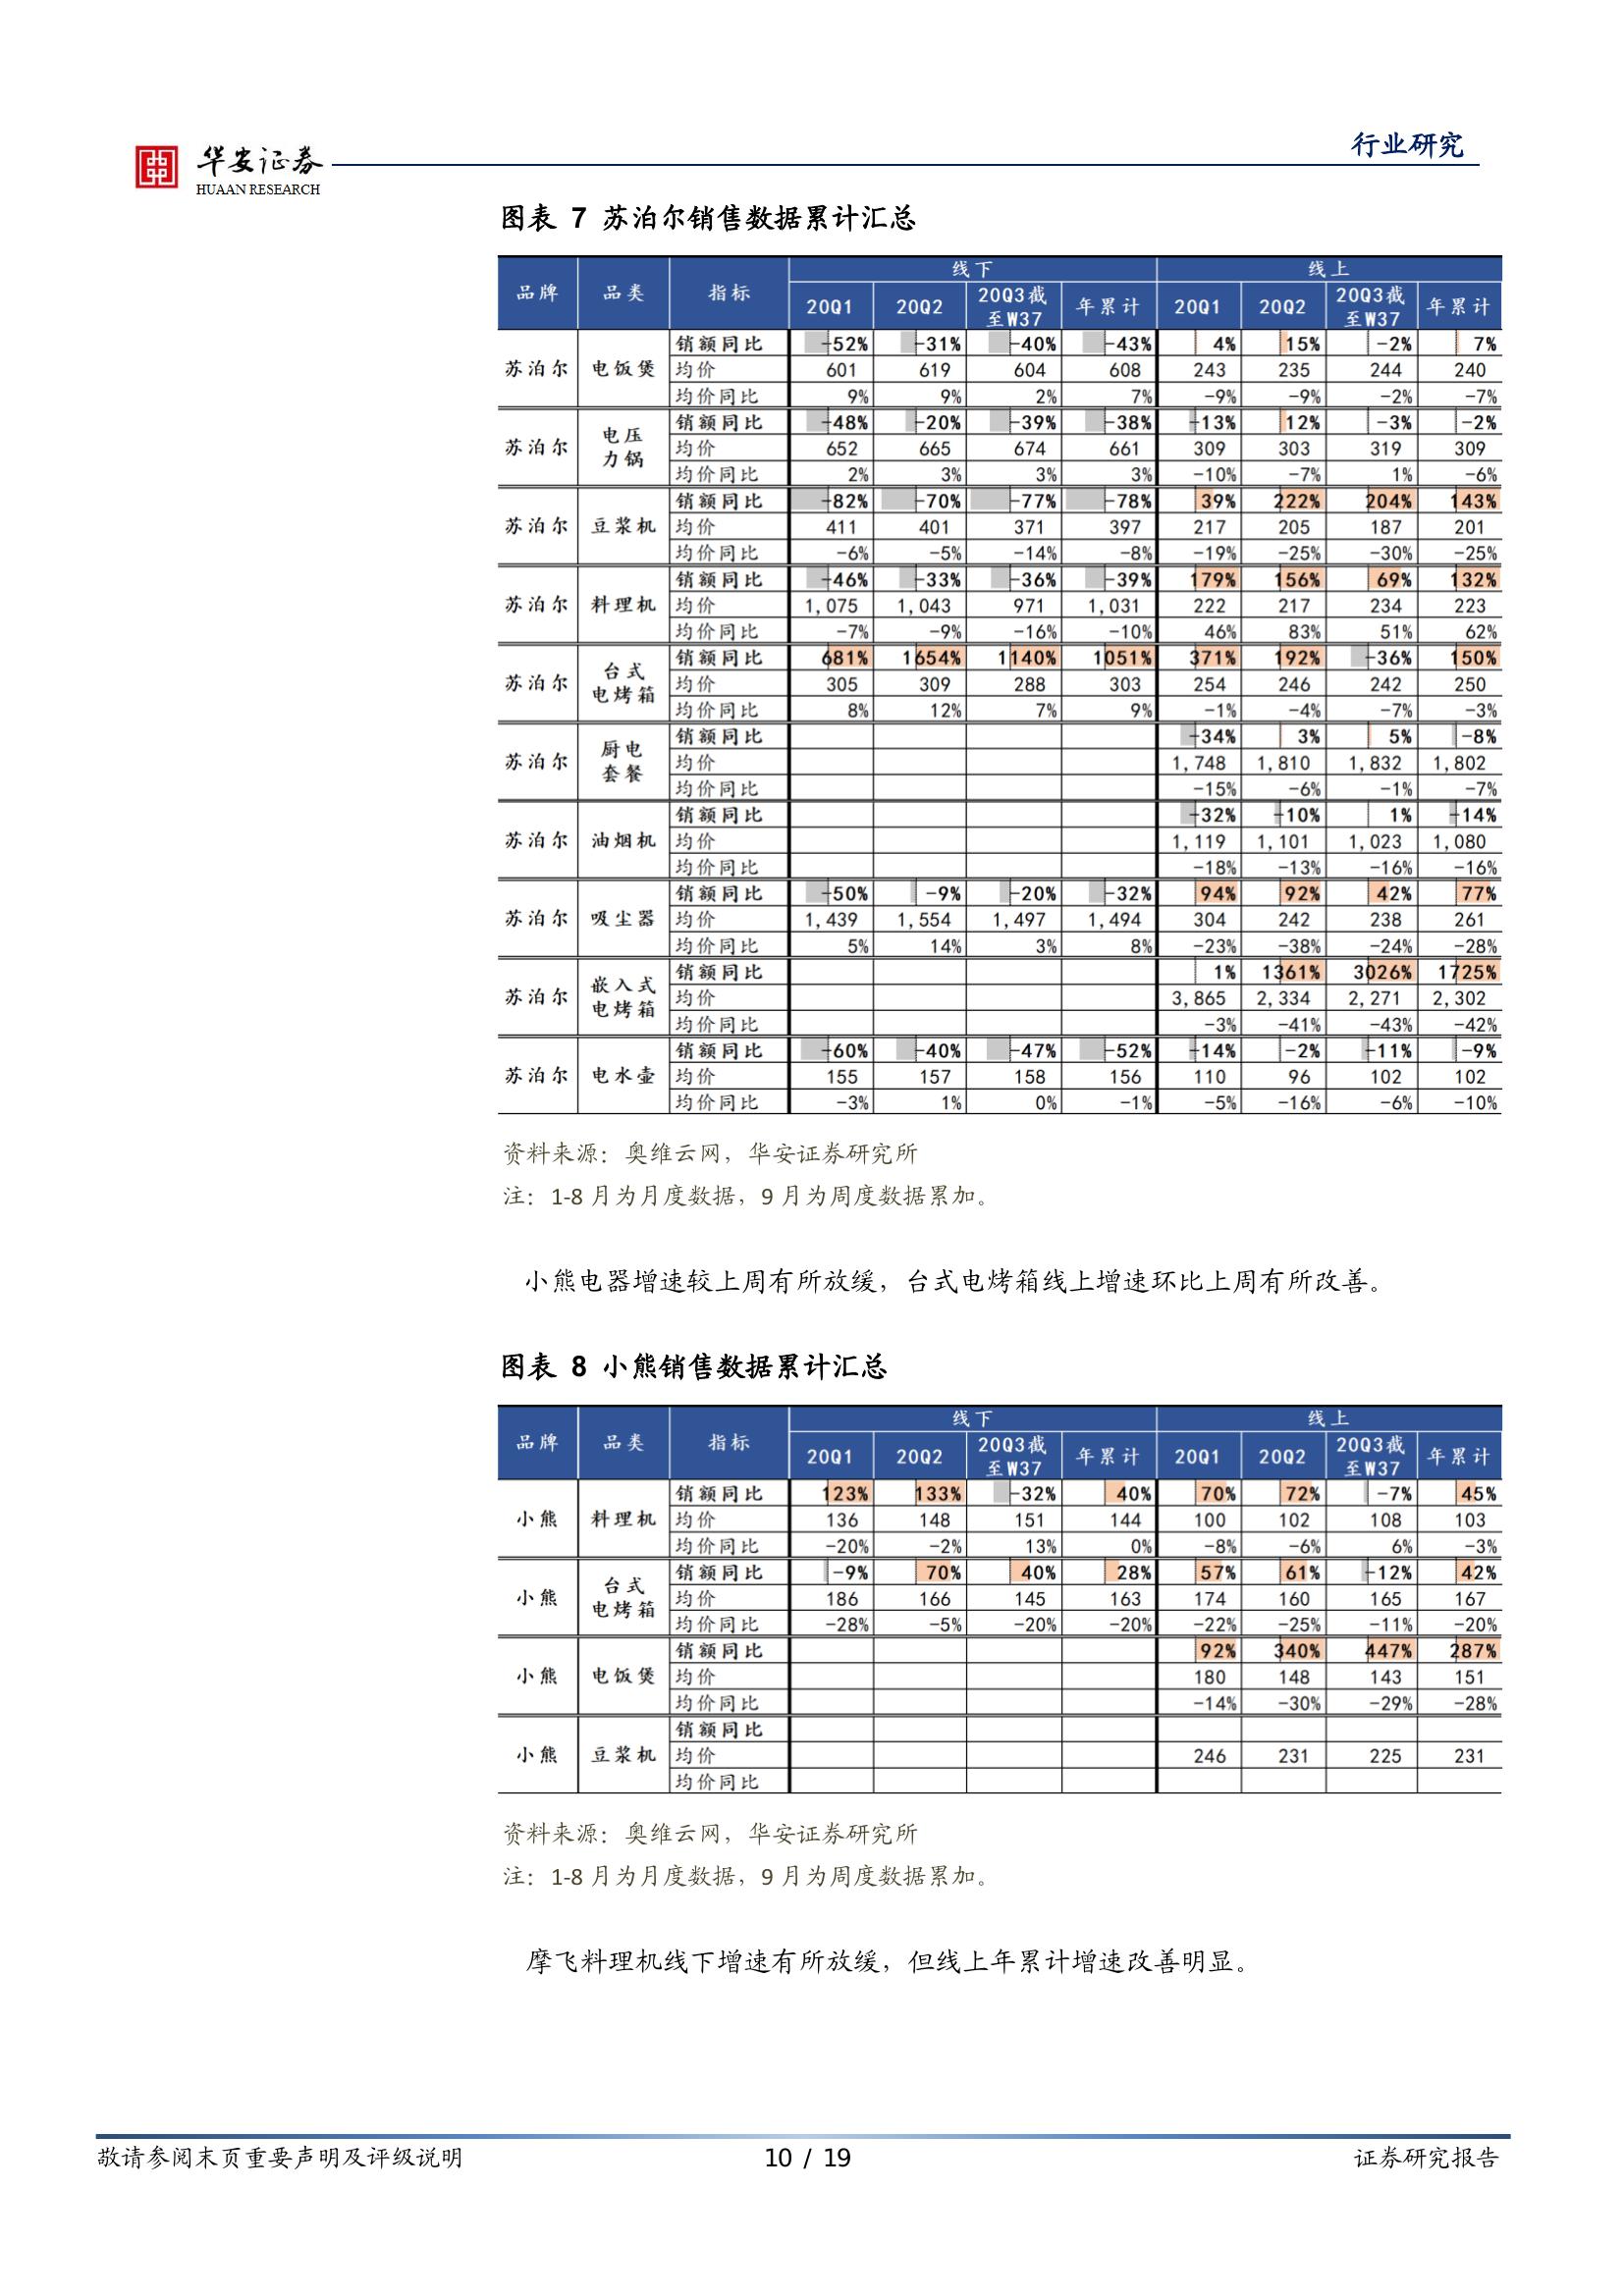 华安证券
HUAAN RESEARCH
行业研究
图表 7 苏泊尔销售数据累计汇总
品牌 品类 指标 线下 线上
20Q1 20Q2 20Q3截至W37 年累计 20Q1 20Q2 20Q3截至W37 年累计
苏泊尔 电饭煲 销额同比 -52% -31% -40% -43% 4% 15% -2% 7%
均价 601 619 604 608 243 235 244 240
均价同比 9% 9% 2% 7% -9% -9% -2% -7%
苏泊尔 电压力锅 销额同比 -48% -20% -39% -38% -13% 12% -3% -2%
均价 652 665 674 661 309 303 319 309
均价同比 2% 3% 3% 3% -10% -7% 1% -6%
苏泊尔 豆浆机 销额同比 -82% -70% -77% -78% 39% 222% 204% 143%
均价 411 401 371 397 217 205 187 201
均价同比 -6% -5% -14% -8% -19% -25% -30% -25%
苏泊尔 料理机 销额同比 -46% -33% -36% -39% 179% 156% 69% 132%
均价 1,075 1,043 971 1,031 222 217 234 223
均价同比 -7% -9% -16% -10% 46% 83% 51% 62%
苏泊尔 台式电烤箱 销额同比 681% 1654% 1140% 1051% 371% 192% -36% 150%
均价 305 309 288 303 254 246 242 250
均价同比 8% 12% 7% 9% -1% -4% -7% -3%
苏泊尔 厨电套餐 销额同比 -34% 3% 5% -8%
均价 1,748 1,810 1,832 1,802
均价同比 -15% -6% -1% -7%
苏泊尔 油烟机 销额同比 -32% -10% 1% -14%
均价 1,119 1,101 1,023 1,080
均价同比 -18% -13% -16% -16%
苏泊尔 吸尘器 销额同比 -50% -9% -20% -32% 94% 92% 42% 77%
均价 1,439 1,554 1,497 1,494 304 242 238 261
均价同比 5% 14% 3% 8% -23% -38% -24% -28%
苏泊尔 嵌入式电烤箱 销额同比 1% 1361% 3026% 1725%
均价 3,865 2,334 2,271 2,302
均价同比 -3% -41% -43% -42%
苏泊尔 电水壶 销额同比 -60% -40% -47% -52% -14% -2% -11% -9%
均价 155 157 158 156 110 96 102 102
均价同比 -3% 1% 0% -1% -5% -16% -6% -10%
资料来源：奥维云网，华安证券研究所
注：1-8 月为月度数据，9 月为周度数据累加。
小熊电器增速较上周有所放缓，台式电烤箱线上增速环比上周有所改善。
图表 8 小熊销售数据累计汇总
品牌 品类 指标 线下 线上
20Q1 20Q2 20Q3截至W37 年累计 20Q1 20Q2 20Q3截至W37 年累计
小熊 料理机 销额同比 123% 133% -32% 40% 70% 72% -7% 45%
均价 136 148 151 144 100 102 108 103
均价同比 -20% -2% 13% 0% -8% -6% 6% -3%
小熊 台式电烤箱 销额同比 -9% 70% 40% 28% 57% 61% -12% 42%
均价 186 166 145 163 174 160 165 167
均价同比 -28% -5% -20% -20% -22% -25% -11% -20%
小熊 电饭煲 销额同比 92% 340% 447% 287%
均价 180 148 143 151
均价同比 -14% -30% -29% -28%
小熊 豆浆机 销额同比
均价 246 231 225 231
均价同比
资料来源：奥维云网，华安证券研究所
注：1-8 月为月度数据，9 月为周度数据累加。
摩飞料理机线下增速有所放缓，但线上年累计增速改善明显。
敬请参阅末页重要声明及评级说明 10 / 19 证券研究报告